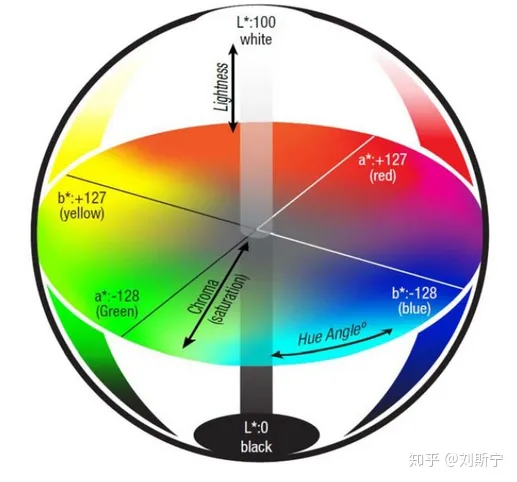 L*:100
white
Lightness
a*:+127
(red)
b*:+127
(yellow)
a*:-128
(Green)
Chroma
(saturation)
b*:-128
(blue)
Hue Angle°
L*:0
black
知乎 @刘斯宁